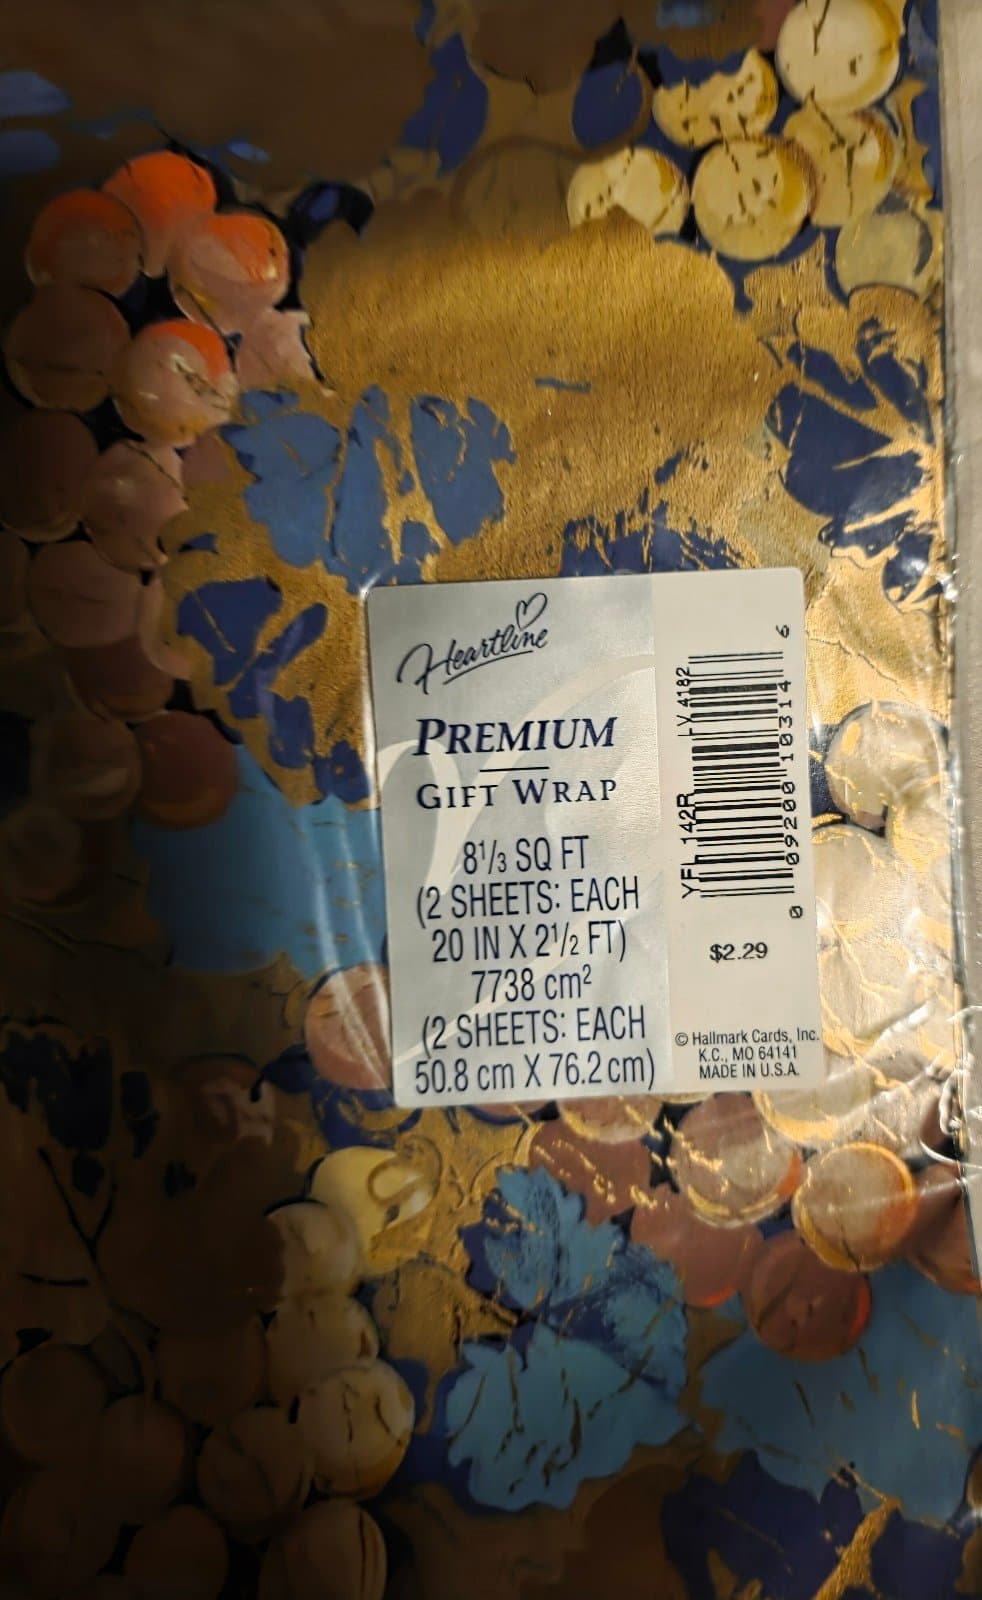 Heartline
PREMIUM
GIFT WRAP
8 1/3 SQ FT
(2 SHEETS: EACH
20 IN X 2 1/2 FT)
7738 cm²
(2 SHEETS: EACH
50.8 cm X 76.2 cm)
YFL 142R LV 4182
0 09200 10314 6
$2.29
© Hallmark Cards, Inc.
K.C., MO 64141
MADE IN U.S.A.